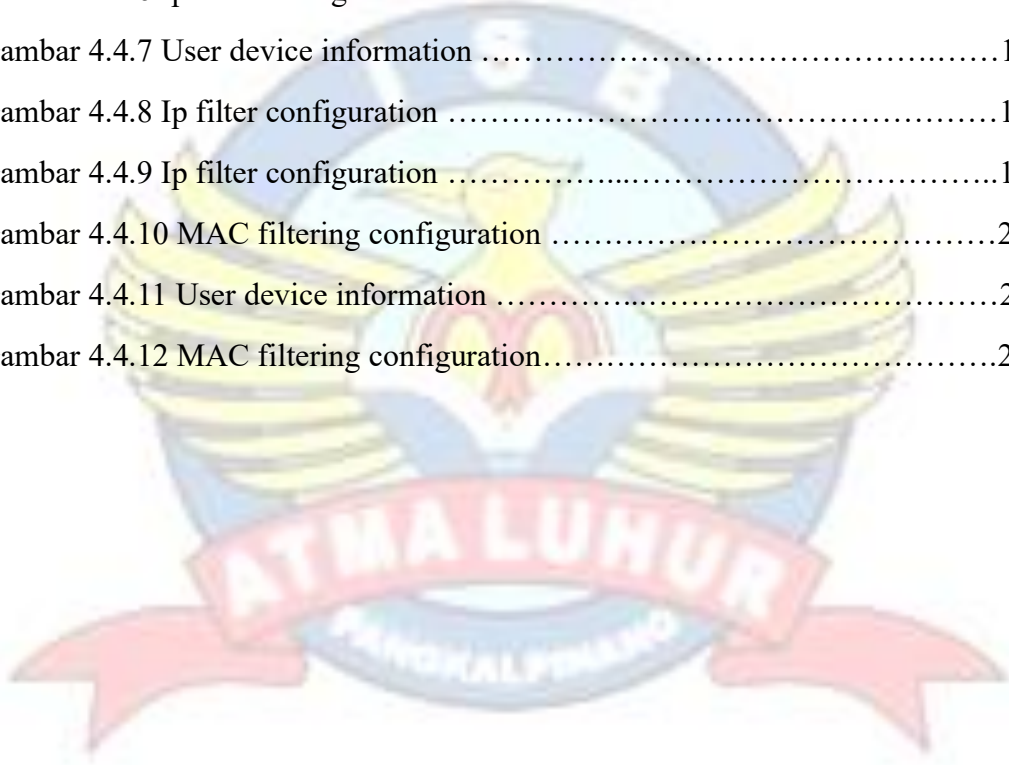 ambar 4.4.7 User device information ……………………………………….……1
ambar 4.4.8 Ip filter configuration ……………………….……………………1
ambar 4.4.9 Ip filter configuration ……………...………………………………..1
ambar 4.4.10 MAC filtering configuration ……………………………………2
ambar 4.4.11 User device information …………...……………………………2
ambar 4.4.12 MAC filtering configuration…………………………………….2
ISB
ATMA LUHUR
PANGKALPINANG